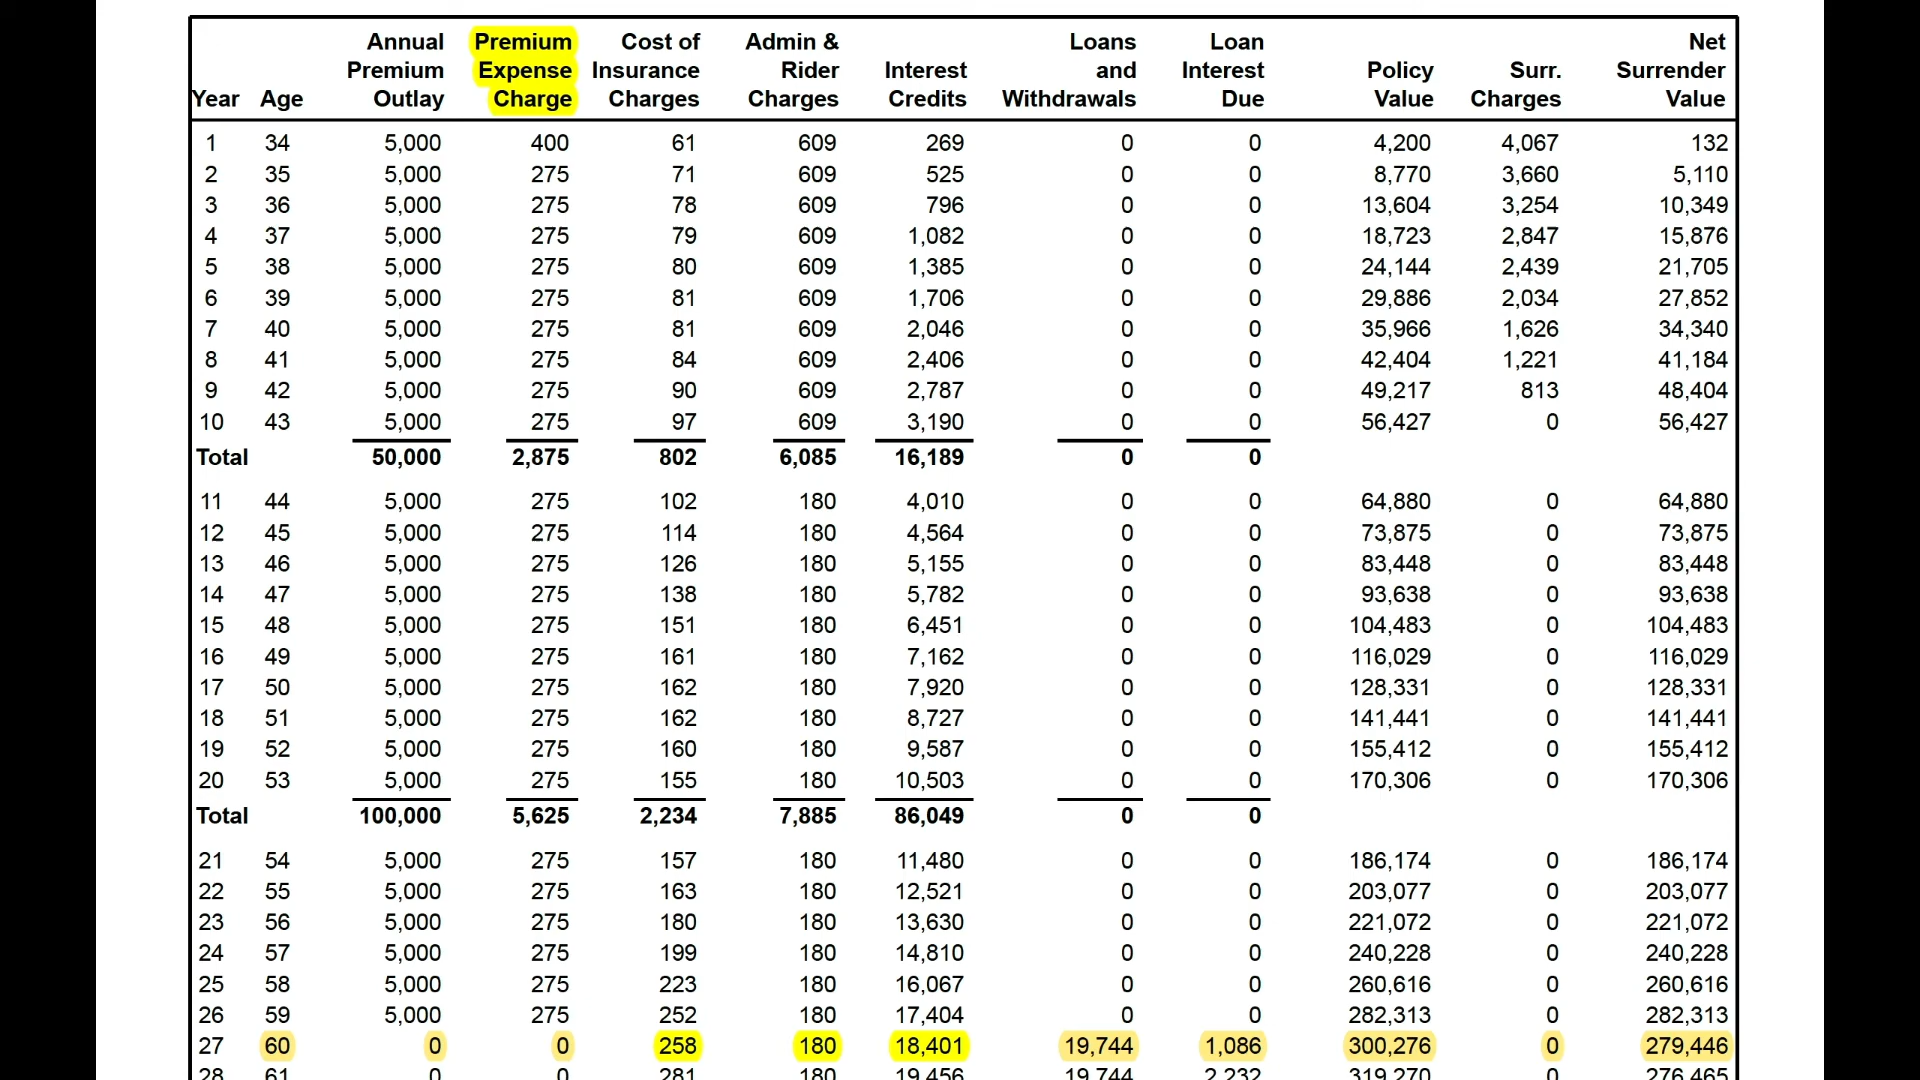 Annual Premium Cost of Admin & Loans Loan Net
Premium Expense Insurance Rider Interest and Interest Policy Surr. Surrender
Year Age Outlay Charge Charges Charges Credits Withdrawals Due Value Charges Value
1 34 5,000 400 61 609 269 0 0 4,200 4,067 132
2 35 5,000 275 71 609 525 0 0 8,770 3,660 5,110
3 36 5,000 275 78 609 796 0 0 13,604 3,254 10,349
4 37 5,000 275 79 609 1,082 0 0 18,723 2,847 15,876
5 38 5,000 275 80 609 1,385 0 0 24,144 2,439 21,705
6 39 5,000 275 81 609 1,706 0 0 29,886 2,034 27,852
7 40 5,000 275 81 609 2,046 0 0 35,966 1,626 34,340
8 41 5,000 275 84 609 2,406 0 0 42,404 1,221 41,184
9 42 5,000 275 90 609 2,787 0 0 49,217 813 48,404
10 43 5,000 275 97 609 3,190 0 0 56,427 0 56,427
Total 50,000 2,875 802 6,085 16,189 0 0
11 44 5,000 275 102 180 4,010 0 0 64,880 0 64,880
12 45 5,000 275 114 180 4,564 0 0 73,875 0 73,875
13 46 5,000 275 126 180 5,155 0 0 83,448 0 83,448
14 47 5,000 275 138 180 5,782 0 0 93,638 0 93,638
15 48 5,000 275 151 180 6,451 0 0 104,483 0 104,483
16 49 5,000 275 161 180 7,162 0 0 116,029 0 116,029
17 50 5,000 275 162 180 7,920 0 0 128,331 0 128,331
18 51 5,000 275 162 180 8,727 0 0 141,441 0 141,441
19 52 5,000 275 160 180 9,587 0 0 155,412 0 155,412
20 53 5,000 275 155 180 10,503 0 0 170,306 0 170,306
Total 100,000 5,625 2,234 7,885 86,049 0 0
21 54 5,000 275 157 180 11,480 0 0 186,174 0 186,174
22 55 5,000 275 163 180 12,521 0 0 203,077 0 203,077
23 56 5,000 275 180 180 13,630 0 0 221,072 0 221,072
24 57 5,000 275 199 180 14,810 0 0 240,228 0 240,228
25 58 5,000 275 223 180 16,067 0 0 260,616 0 260,616
26 59 5,000 275 252 180 17,404 0 0 282,313 0 282,313
27 60 0 0 258 180 18,401 19,744 1,086 300,276 0 279,446
28 61 0 0 281 180 19,456 19,744 2,232 319,270 0 276,465